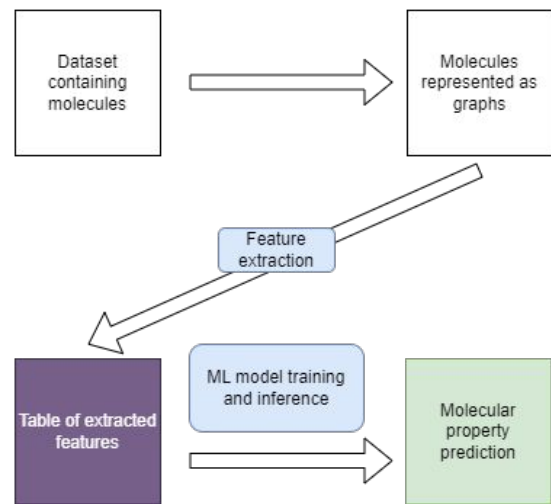 Dataset
containing
molecules
Molecules
represented as
graphs
Feature
extraction
Table of extracted
features
ML model training
and inference
Molecular
property
prediction